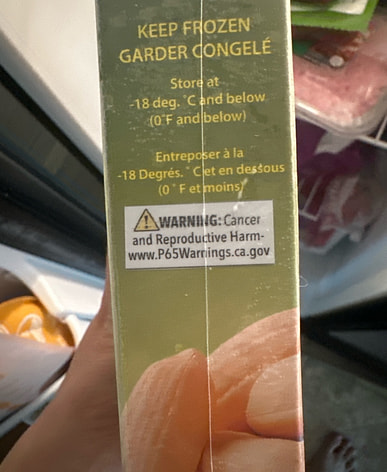 KEEP FROZEN
GARDER CONGELÉ
Store at
-18 deg. °C and below
(0°F and below)
Entreposer à la
-18 Degrés. °C et en dessous
(0 ° F et moins)
WARNING: Cancer
and Reproductive Harm-
www.P65Warnings.ca.gov